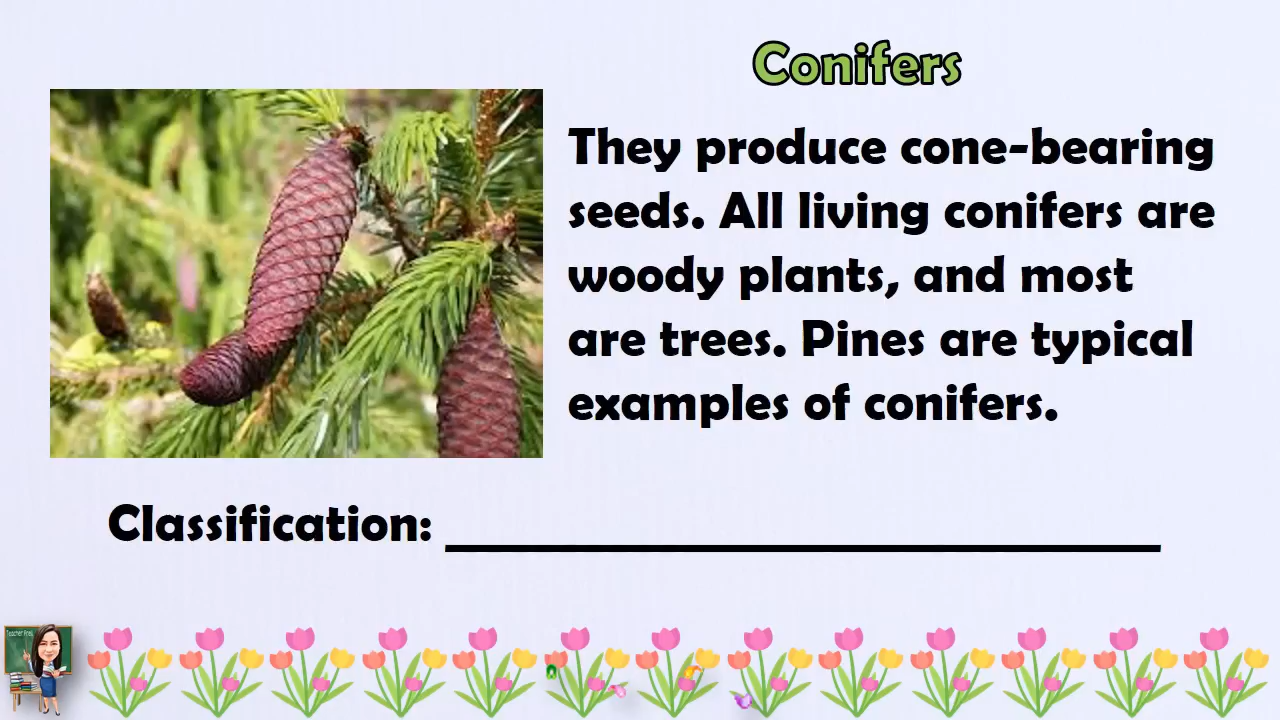 Conifers
They produce cone-bearing
seeds. All living conifers are
woody plants, and most
are trees. Pines are typical
examples of conifers.
Classification: ____________________